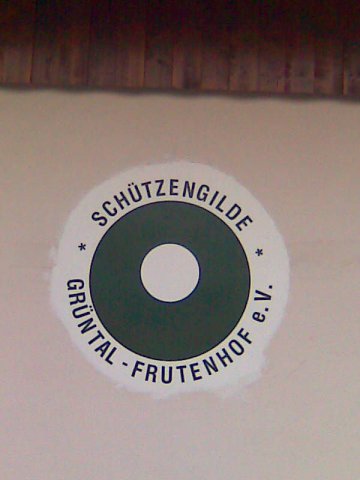 * SCHÜTZENGILDE *
GRÜNTAL - FRUTENHOF e.V.